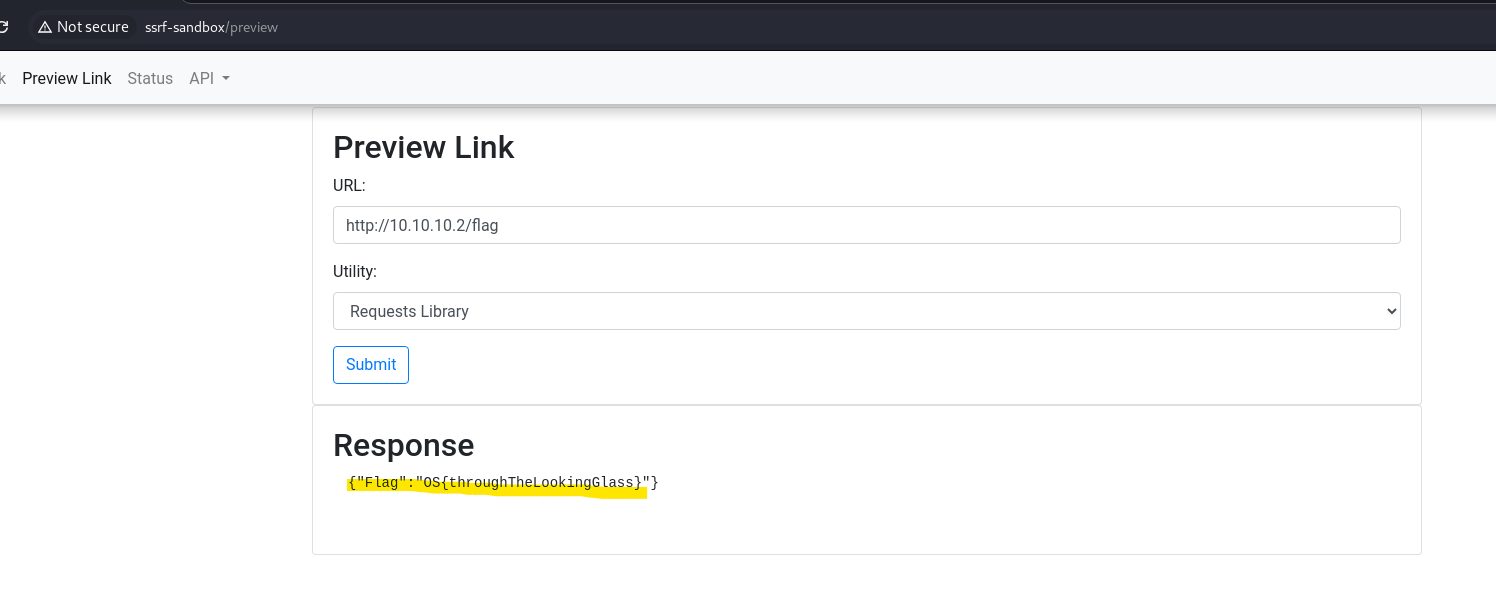 Not secure ssrf-sandbox/preview
k Preview Link Status API
Preview Link
URL:
http://10.10.10.2/flag
Utility:
Requests Library
Submit
Response
{"Flag":"OS{throughTheLookingGlass}"}